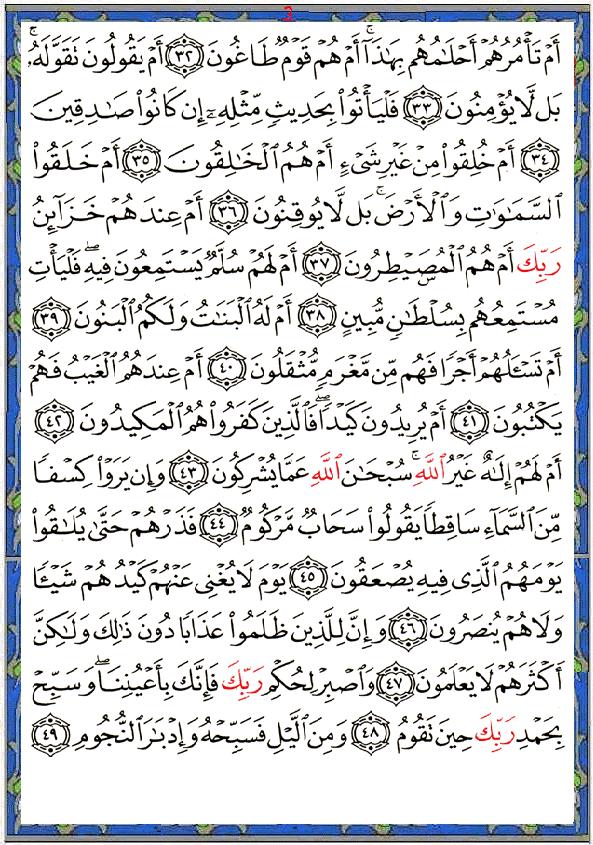 2
أَمْ تَأْمُرُهُمْ أَحْلَٰمُهُم بِهَٰذَآ ۚ أَمْ هُمْ قَوْمٌ طَاغُونَ ٣٢ أَمْ يَقُولُونَ تَقَوَّلَهُۥ ۚ
بَل لَّا يُؤْمِنُونَ ٣٣ فَلْيَأْتُوا۟ بِحَدِيثٍ مِّثْلِهِۦٓ إِن كَانُوا۟ صَٰدِقِينَ
٣٤ أَمْ خُلِقُوا۟ مِنْ غَيْرِ شَىْءٍ أَمْ هُمُ ٱلْخَٰلِقُونَ ٣٥ أَمْ خَلَقُوا۟
ٱلسَّمَٰوَٰتِ وَٱلْأَرْضَ ۚ بَل لَّا يُوقِنُونَ ٣٦ أَمْ عِندَهُمْ خَزَآئِنُ
رَبِّكَ أَمْ هُمُ ٱلْمُصَۣيْطِرُونَ ٣٧ أَمْ لَهُمْ سُلَّمٌ يَسْتَمِعُونَ فِيهِ ۖ فَلْيَأْتِ
مُسْتَمِعُهُم بِسُلْطَٰنٍ مُّبِينٍ ٣٨ أَمْ لَهُ ٱلْبَنَٰتُ وَلَكُمُ ٱلْبَنُونَ ٣٩
أَمْ تَسْـَٔلُهُمْ أَجْرًا فَهُم مِّن مَّغْرَمٍ مُّثْقَلُونَ ٤٠ أَمْ عِندَهُمُ ٱلْغَيْبُ فَهُمْ
يَكْتُبُونَ ٤١ أَمْ يُرِيدُونَ كَيْدًا ۖ فَٱلَّذِينَ كَفَرُوا۟ هُمُ ٱلْمَكِيدُونَ ٤٢
أَمْ لَهُمْ إِلَٰهٌ غَيْرُ ٱللَّهِ ۚ سُبْحَٰنَ ٱللَّهِ عَمَّا يُشْرِكُونَ ٤٣ وَإِن يَرَوْا۟ كِسْفًا
مِّنَ ٱلسَّمَآءِ سَاقِطًا يَقُولُوا۟ سَحَابٌ مَّرْكُومٌ ٤٤ فَذَرْهُمْ حَتَّىٰ يُلَٰقُوا۟
يَوْمَهُمُ ٱلَّذِى فِيهِ يُصْعَقُونَ ٤٥ يَوْمَ لَا يُغْنِى عَنْهُمْ كَيْدُهُمْ شَيْـًٔا
وَلَا هُمْ يُنصَرُونَ ٤٦ وَإِنَّ لِلَّذِينَ ظَلَمُوا۟ عَذَابًا دُونَ ذَٰلِكَ وَلَٰكِنَّ
أَكْثَرَهُمْ لَا يَعْلَمُونَ ٤٧ وَٱصْبِرْ لِحُكْمِ رَبِّكَ فَإِنَّكَ بِأَعْيُنِنَا ۖ وَسَبِّحْ
بِحَمْدِ رَبِّكَ حِينَ تَقُومُ ٤٨ وَمِنَ ٱلَّيْلِ فَسَبِّحْهُ وَإِدْبَٰرَ ٱلنُّجُومِ ٤٩